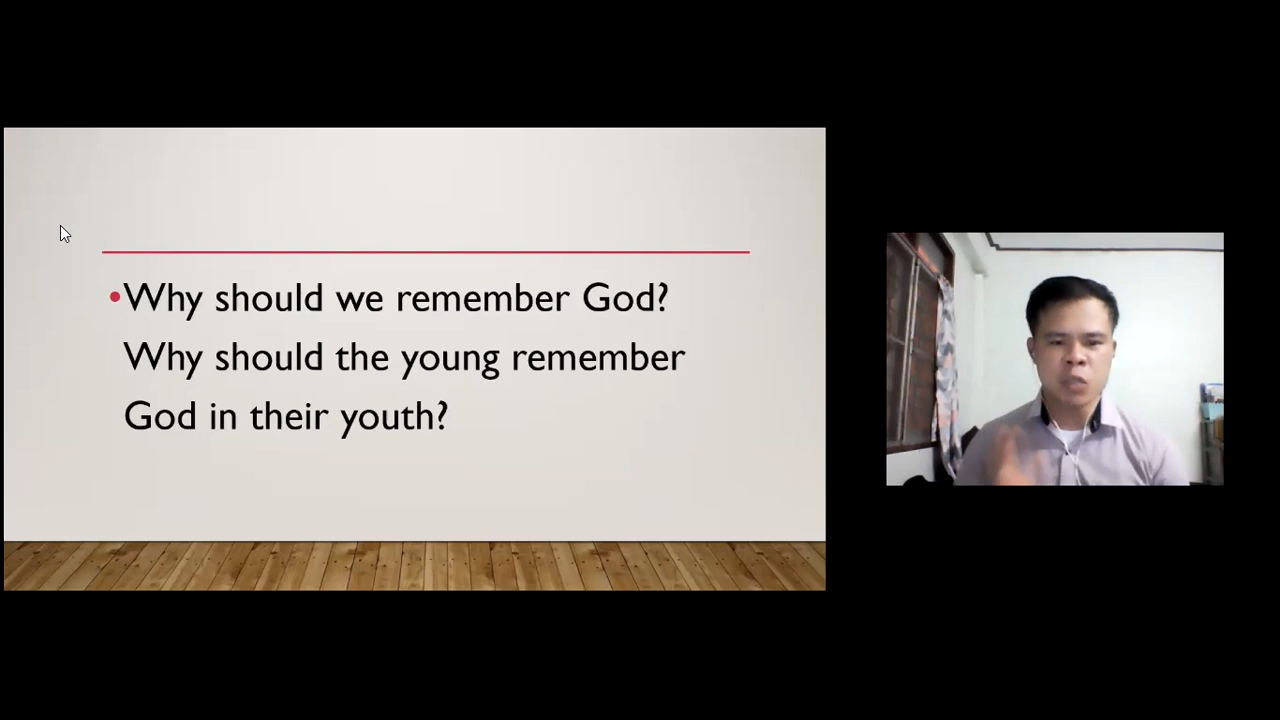 •Why should we remember God?
Why should the young remember
God in their youth?